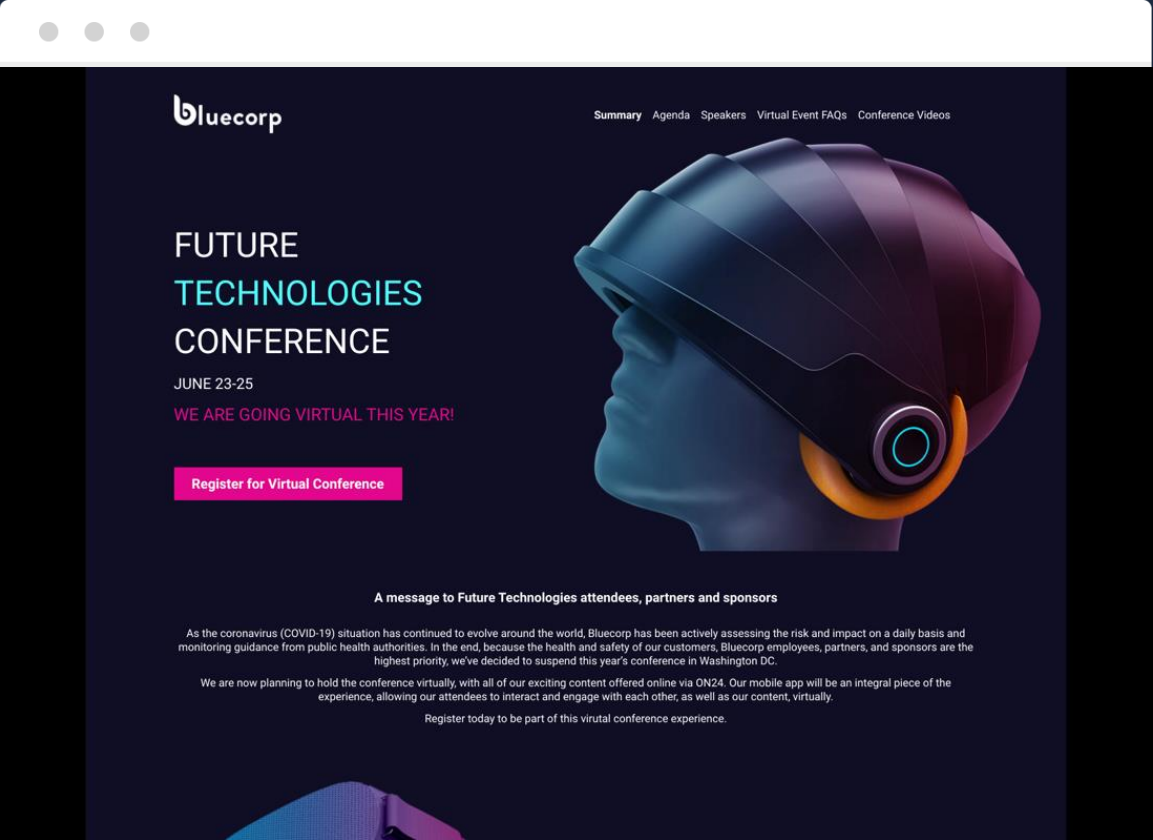 bluecorp
Summary Agenda Speakers Virtual Event FAQs Conference Videos
FUTURE
TECHNOLOGIES
CONFERENCE
JUNE 23-25
WE ARE GOING VIRTUAL THIS YEAR!
Register for Virtual Conference
A message to Future Technologies attendees, partners and sponsors
As the coronavirus (COVID-19) situation has continued to evolve around the world, Bluecorp has been actively assessing the risk and impact on a daily basis and
monitoring guidance from public health authorities. In the end, because the health and safety of our customers, Bluecorp employees, partners, and sponsors are the
highest priority, we've decided to suspend this year's conference in Washington DC.
We are now planning to hold the conference virtually, with all of our exciting content offered online via ON24. Our mobile app will be an integral piece of the
experience, allowing our attendees to interact and engage with each other, as well as our content, virtually.
Register today to be part of this virutal conference experience.